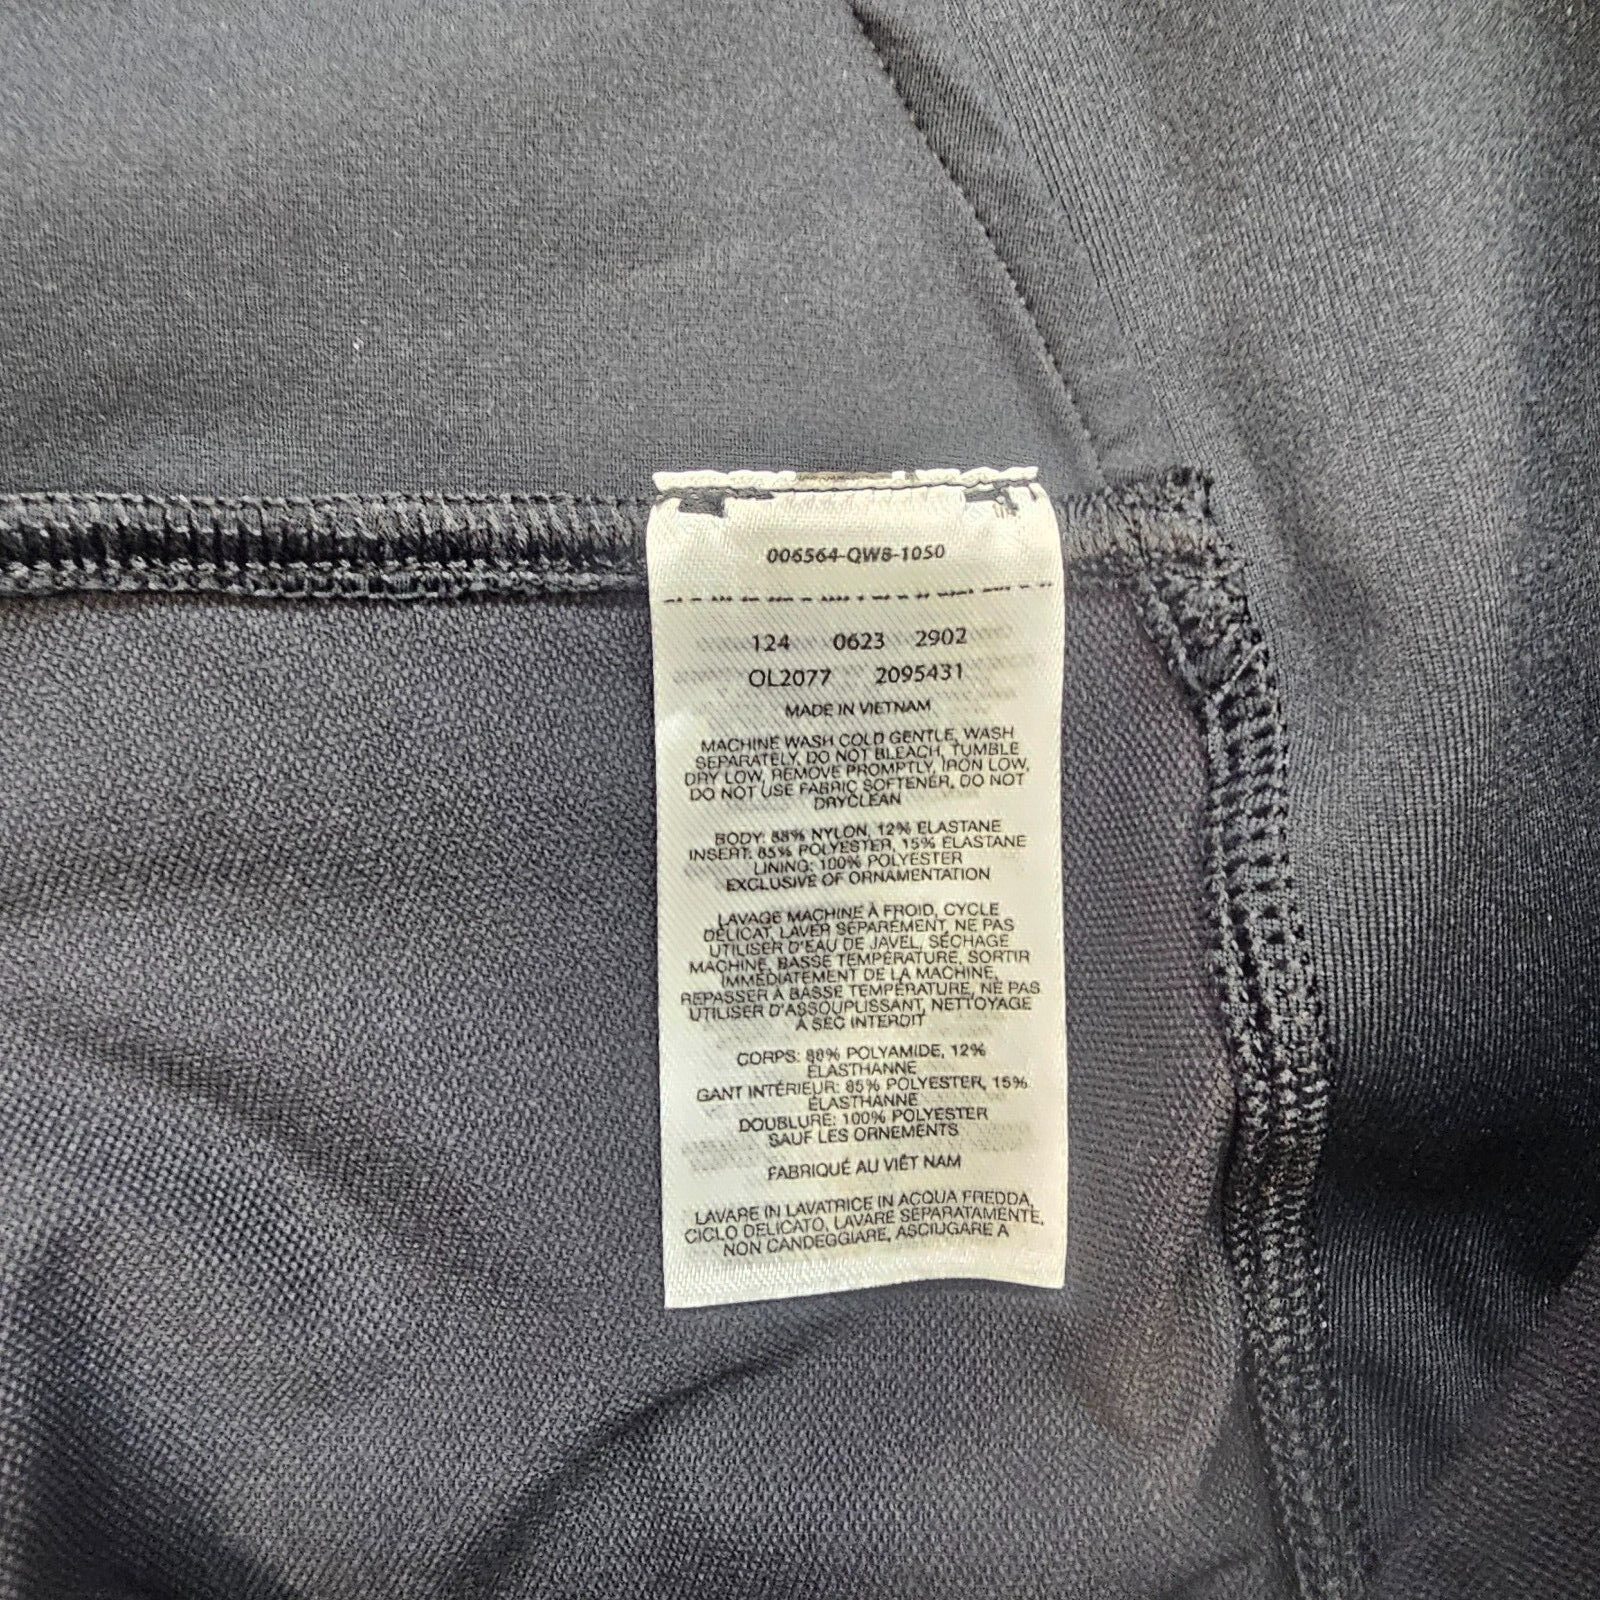 006564-QW8-1050
124 0623 2902
OL2077 2095431
MADE IN VIETNAM
MACHINE WASH COLD GENTLE, WASH
SEPARATELY, DO NOT BLEACH, TUMBLE
DRY LOW, REMOVE PROMPTLY, IRON LOW,
DO NOT USE FABRIC SOFTENER, DO NOT
DRYCLEAN
BODY: 88% NYLON, 12% ELASTANE
INSERT: 85% POLYESTER, 15% ELASTANE
LINING: 100% POLYESTER
EXCLUSIVE OF ORNAMENTATION
LAVAGE MACHINE À FROID, CYCLE
DÉLICAT, LAVER SÉPARÉMENT, NE PAS
UTILISER D'EAU DE JAVEL, SÉCHAGE
MACHINE, BASSE TEMPÉRATURE, SORTIR
IMMÉDIATEMENT DE LA MACHINE,
REPASSER À BASSE TEMPÉRATURE, NE PAS
UTILISER D'ASSOUPLISSANT, NETTOYAGE
À SEC INTERDIT
CORPS: 88% POLYAMIDE, 12%
ÉLASTHANNE
GANT INTÉRIEUR: 85% POLYESTER, 15%
ÉLASTHANNE
DOUBLURE: 100% POLYESTER
SAUF LES ORNEMENTS
FABRIQUÉ AU VIÊT NAM
LAVARE IN LAVATRICE IN ACQUA FREDDA,
CICLO DELICATO, LAVARE SEPARATAMENTE,
NON CANDEGGIARE, ASCIUGARE A